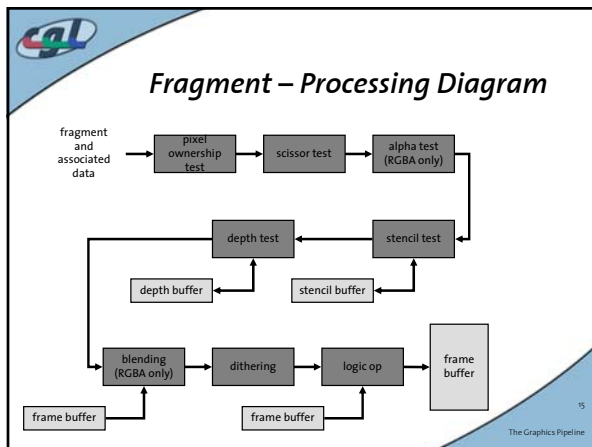 cgl
Fragment – Processing Diagram
fragment
and
associated
data
pixel
ownership
test
scissor test
alpha test
(RGBA only)
depth test
stencil test
depth buffer
stencil buffer
blending
(RGBA only)
dithering
logic op
frame
buffer
frame buffer
frame buffer
15
The Graphics Pipeline